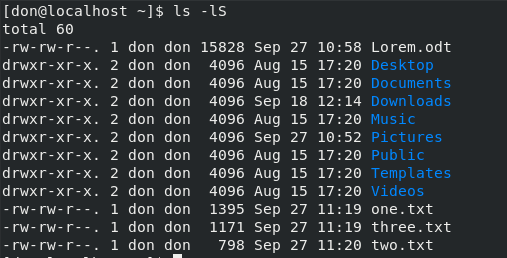 [don@localhost ~]$ ls -lS
total 60
-rw-rw-r--. 1 don don 15828 Sep 27 10:58 Lorem.odt
drwxr-xr-x. 2 don don  4096 Aug 15 17:20 Desktop
drwxr-xr-x. 2 don don  4096 Aug 15 17:20 Documents
drwxr-xr-x. 2 don don  4096 Sep 18 12:14 Downloads
drwxr-xr-x. 2 don don  4096 Aug 15 17:20 Music
drwxr-xr-x. 2 don don  4096 Sep 27 10:52 Pictures
drwxr-xr-x. 2 don don  4096 Aug 15 17:20 Public
drwxr-xr-x. 2 don don  4096 Aug 15 17:20 Templates
drwxr-xr-x. 2 don don  4096 Aug 15 17:20 Videos
-rw-rw-r--. 1 don don  1395 Sep 27 11:19 one.txt
-rw-rw-r--. 1 don don  1171 Sep 27 11:19 three.txt
-rw-rw-r--. 1 don don   798 Sep 27 11:20 two.txt